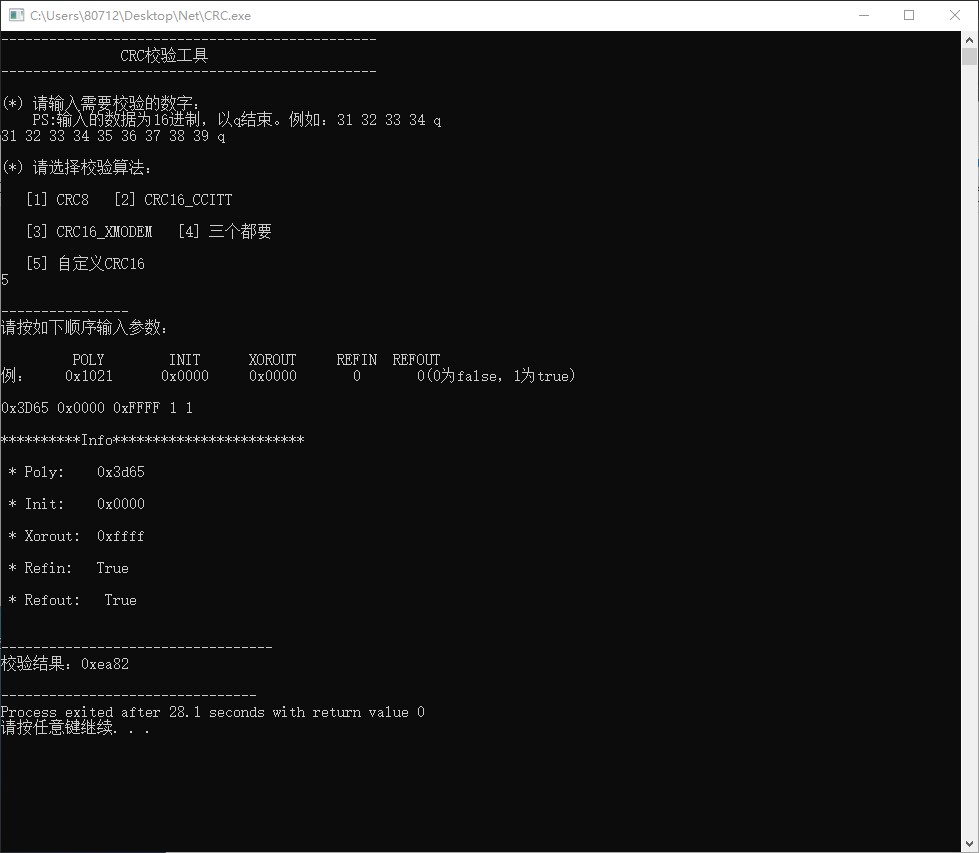 C:\Users\80712\Desktop\Net\CRC.exe
-----------------------------------------------
CRC校验工具
-----------------------------------------------
(*) 请输入需要校验的数字：
PS:输入的数据为16进制，以q结束。例如：31 32 33 34 q
31 32 33 34 35 36 37 38 39 q
(*) 请选择校验算法：
[1] CRC8   [2] CRC16_CCITT
[3] CRC16_XMODEM   [4] 三个都要
[5] 自定义CRC16
5
----------------
请按如下顺序输入参数：
POLY        INIT      XOROUT     REFIN  REFOUT
例：     0x1021      0x0000     0x0000       0       0(0为false，1为true)
0x3D65 0x0000 0xFFFF 1 1
**********Info************************
* Poly:    0x3d65
* Init:    0x0000
* Xorout:  0xffff
* Refin:   True
* Refout:   True
----------------------------------
校验结果：0xea82
--------------------------------
Process exited after 28.1 seconds with return value 0
请按任意键继续. . .